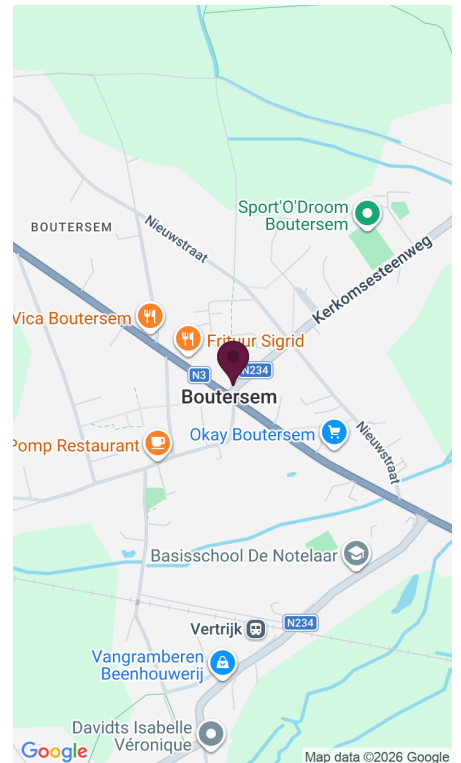 Sport'O'Droom
Boutersem
BOUTERSEM
Nieuwstraat
Kerkomsesteenweg
Vica Boutersem
Frituur Sigrid
N3
N234
Boutersem
Okay Boutersem
Pomp Restaurant
Nieuwstraat
Basisschool De Notelaar
Vertrijk
N234
Vangramberen
Beenhouwerij
Davidts Isabelle
Véronique
Google
Map data ©2026 Google